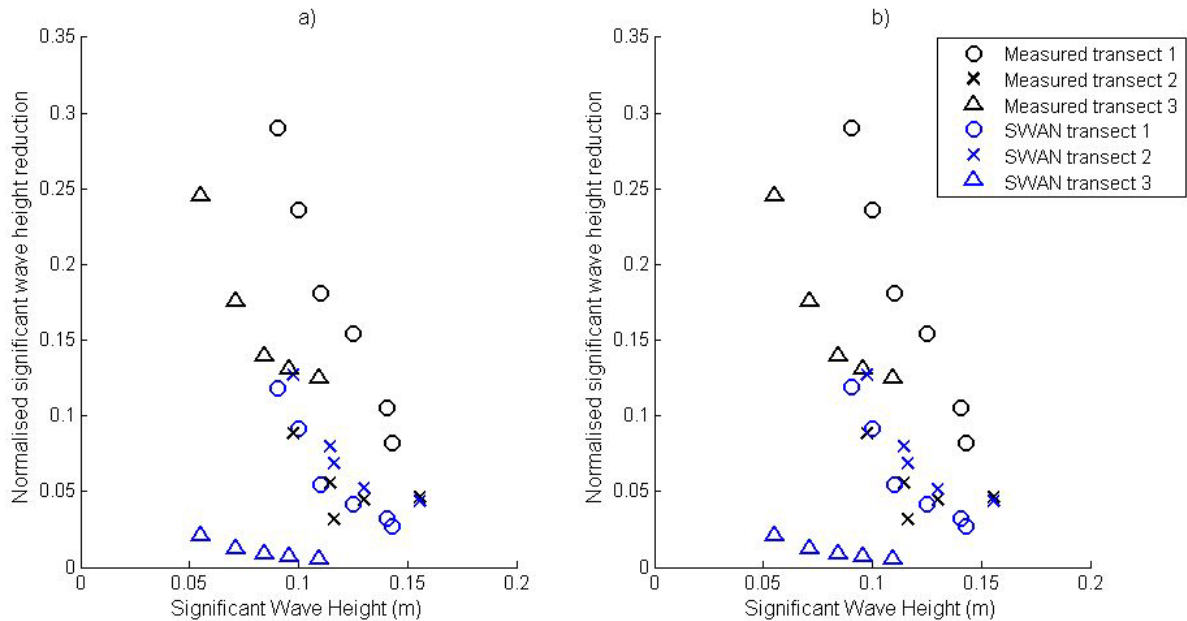 a)
0.35
0.3
0.25
0.2
0.15
0.1
0.05
0
0
0.05
0.1
0.15
0.2
Normalised significant wave height reduction
Significant Wave Height (m)
b)
0.35
0.3
0.25
0.2
0.15
0.1
0.05
0
0
0.05
0.1
0.15
0.2
Normalised significant wave height reduction
Significant Wave Height (m)
Measured transect 1
Measured transect 2
Measured transect 3
SWAN transect 1
SWAN transect 2
SWAN transect 3